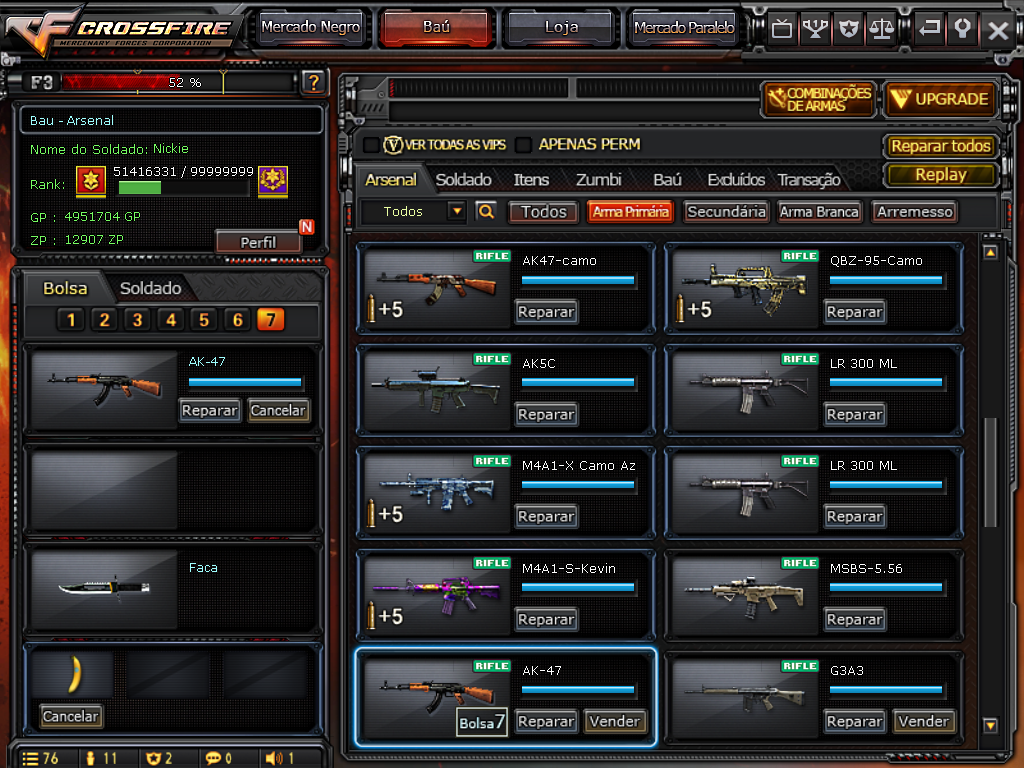 CROSSFIRE
MERCENARY FORCES CORPORATION
Mercado Negro
Baú
Loja
Mercado Paralelo
F3
52 %
?
Bau - Arsenal
Nome do Soldado: Nickie
Rank:
51416331 / 99999999
GP : 4951704 GP
ZP : 12907 ZP
N
Perfil
Bolsa
Soldado
1 2 3 4 5 6 7
AK-47
Reparar
Cancelar
Faca
Cancelar
76
11
2
0
1
COMBINAÇÕES
DE ARMAS
UPGRADE
V VER TODAS AS VIPS
APENAS PERM
Reparar todos
Replay
Arsenal
Soldado
Itens
Zumbi
Baú
Excluídos
Transação
Todos
Todos
Arma Primária
Secundária
Arma Branca
Arremesso
RIFLE
AK47-camo
+5
Reparar
RIFLE
QBZ-95-Camo
+5
Reparar
RIFLE
AK5C
Reparar
RIFLE
LR 300 ML
Reparar
RIFLE
M4A1-X Camo Az
+5
Reparar
RIFLE
LR 300 ML
Reparar
RIFLE
M4A1-S-Kevin
+5
Reparar
RIFLE
MSBS-5.56
Reparar
RIFLE
AK-47
Bolsa7
Reparar
Vender
RIFLE
G3A3
Reparar
Vender